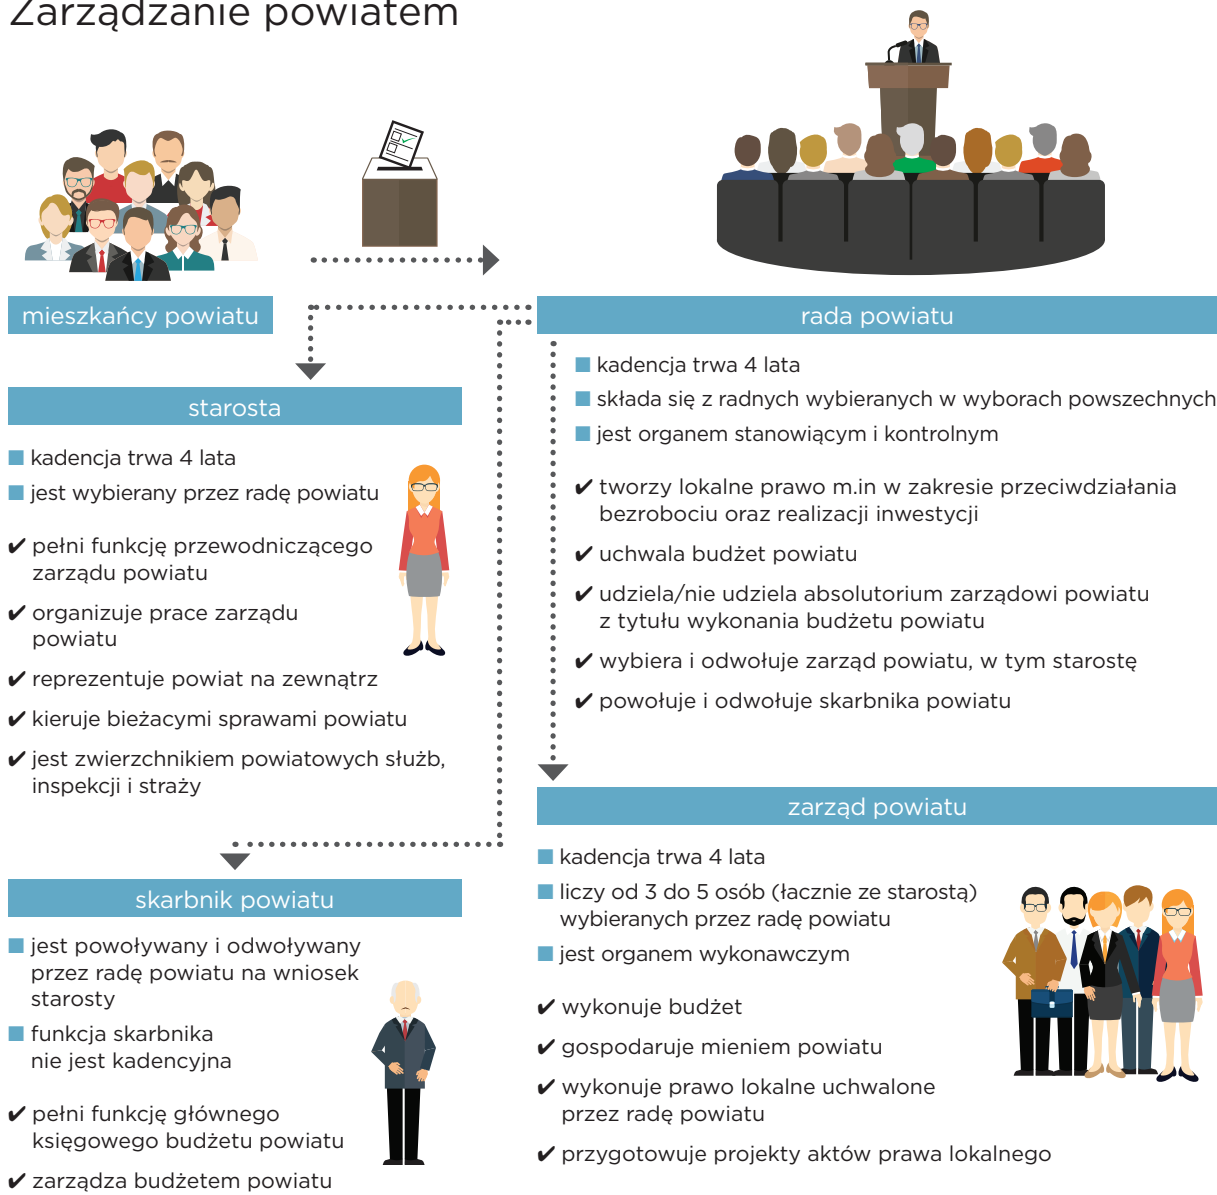 Zarządzanie powiatem
mieszkańcy powiatu
rada powiatu
kadencja trwa 4 lata
składa się z radnych wybieranych w wyborach powszechnych
jest organem stanowiącym i kontrolnym
✔ tworzy lokalne prawo m.in w zakresie przeciwdziałania
bezrobociu oraz realizacji inwestycji
✔ uchwala budżet powiatu
✔ udziela/nie udziela absolutorium zarządowi powiatu
z tytułu wykonania budżetu powiatu
✔ wybiera i odwołuje zarząd powiatu, w tym starostę
✔ powołuje i odwołuje skarbnika powiatu
starosta
kadencja trwa 4 lata
jest wybierany przez radę powiatu
✔ pełni funkcję przewodniczącego
zarządu powiatu
✔ organizuje prace zarządu
powiatu
✔ reprezentuje powiat na zewnątrz
✔ kieruje bieżacymi sprawami powiatu
✔ jest zwierzchnikiem powiatowych służb,
inspekcji i straży
skarbnik powiatu
jest powoływany i odwoływany
przez radę powiatu na wniosek
starosty
funkcja skarbnika
nie jest kadencyjna
✔ pełni funkcję głównego
księgowego budżetu powiatu
✔ zarządza budżetem powiatu
zarząd powiatu
kadencja trwa 4 lata
liczy od 3 do 5 osób (łacznie ze starostą)
wybieranych przez radę powiatu
jest organem wykonawczym
✔ wykonuje budżet
✔ gospodaruje mieniem powiatu
✔ wykonuje prawo lokalne uchwalone
przez radę powiatu
✔ przygotowuje projekty aktów prawa lokalnego